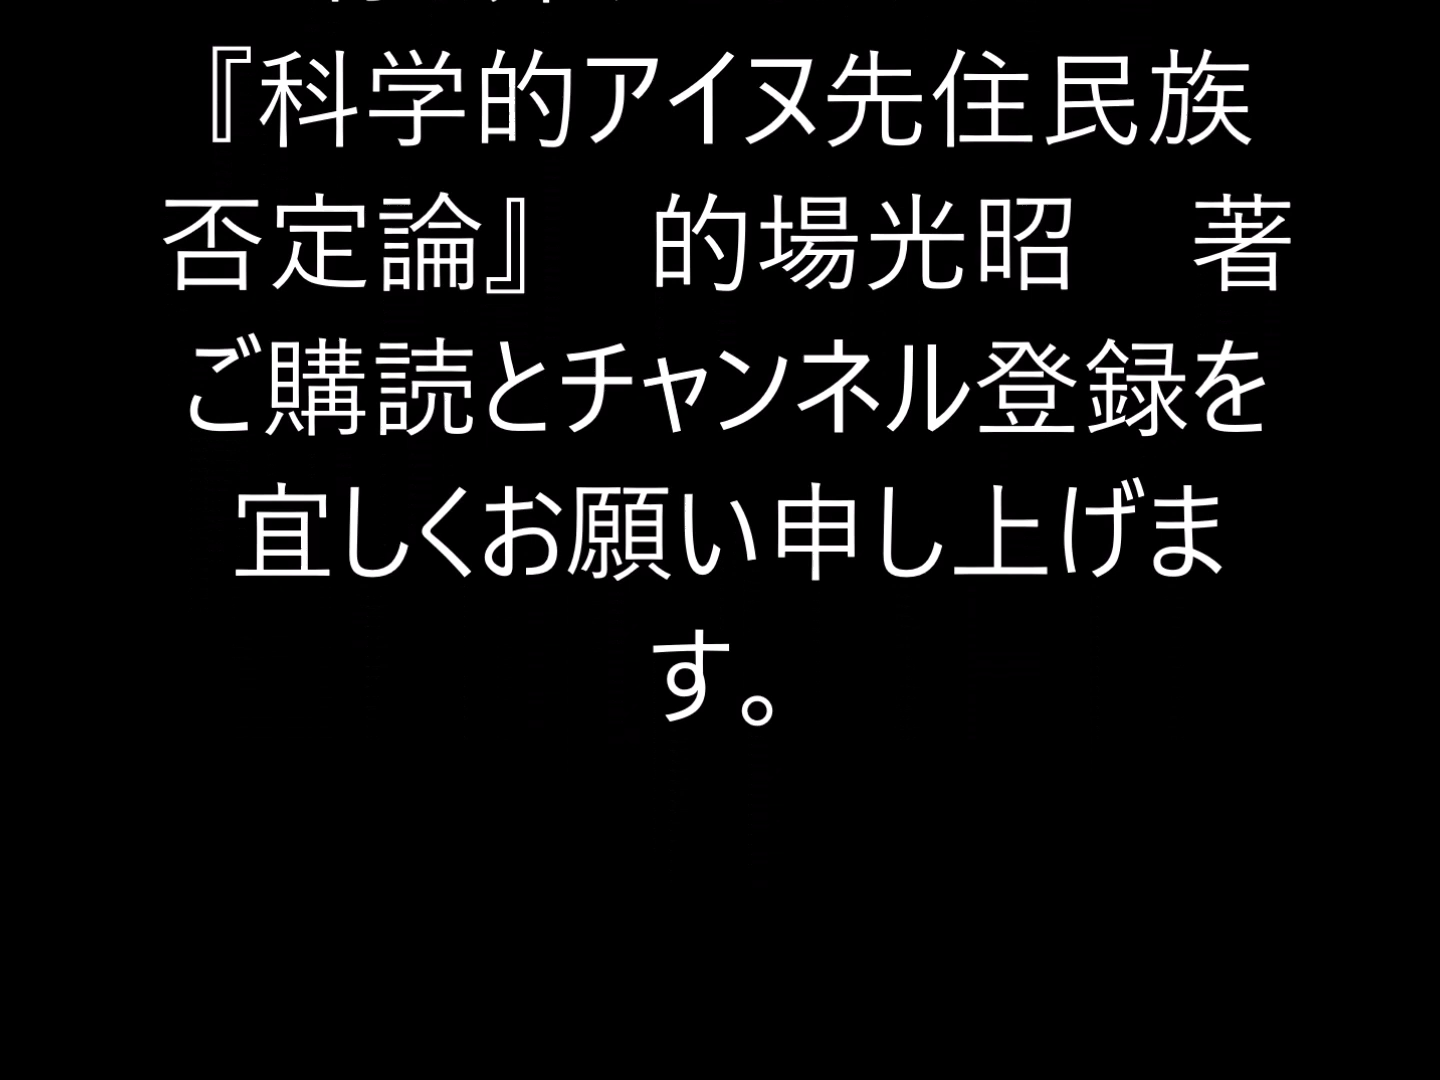 『科学的アイヌ先住民族
否定論』　的場光昭　著
ご購読とチャンネル登録を
宜しくお願い申し上げま
す。